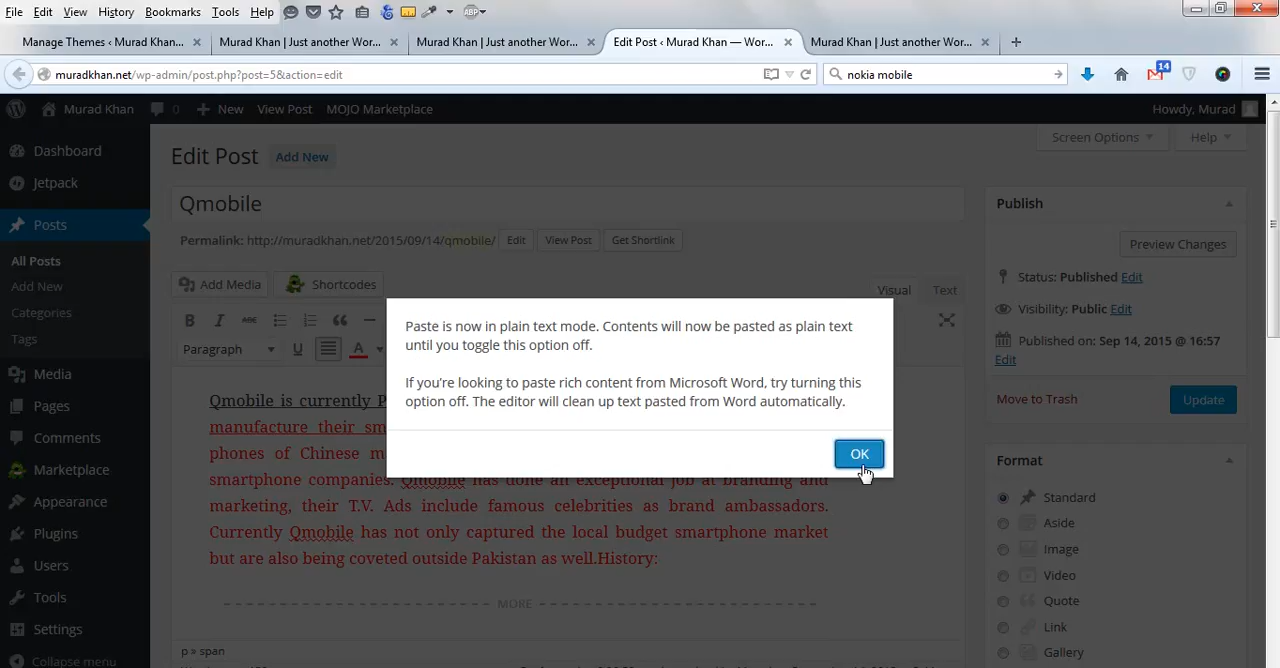 File Edit View History Bookmarks Tools Help ABP
Manage Themes ‹ Murad Khan... × Murad Khan | Just another Wor... × Murad Khan | Just another Wor... × Edit Post ‹ Murad Khan — Wor... × Murad Khan | Just another Wor... × +
muradkhan.net/wp-admin/post.php?post=5&action=edit nokia mobile 14
Murad Khan 0 + New View Post MOJO Marketplace Howdy, Murad
Screen Options Help
Dashboard
Jetpack
Posts
All Posts
Add New
Categories
Tags
Media
Pages
Comments
Marketplace
Appearance
Plugins
Users
Tools
Settings
Collapse menu
Edit Post Add New
Qmobile
Permalink: http://muradkhan.net/2015/09/14/qmobile/ Edit View Post Get Shortlink
Add Media Shortcodes Visual Text
B I ABC
Paragraph U A
Qmobile is currently P
manufacture their sm
phones of Chinese m
smartphone companies. Qmobile has done an exceptional job at branding and
marketing, their T.V. Ads include famous celebrities as brand ambassadors.
Currently Qmobile has not only captured the local budget smartphone market
but are also being coveted outside Pakistan as well.History:
MORE
p » span
Paste is now in plain text mode. Contents will now be pasted as plain text
until you toggle this option off.
If you're looking to paste rich content from Microsoft Word, try turning this
option off. The editor will clean up text pasted from Word automatically.
OK
Publish
Preview Changes
Status: Published Edit
Visibility: Public Edit
Published on: Sep 14, 2015 @ 16:57
Edit
Move to Trash Update
Format
Standard
Aside
Image
Video
Quote
Link
Gallery